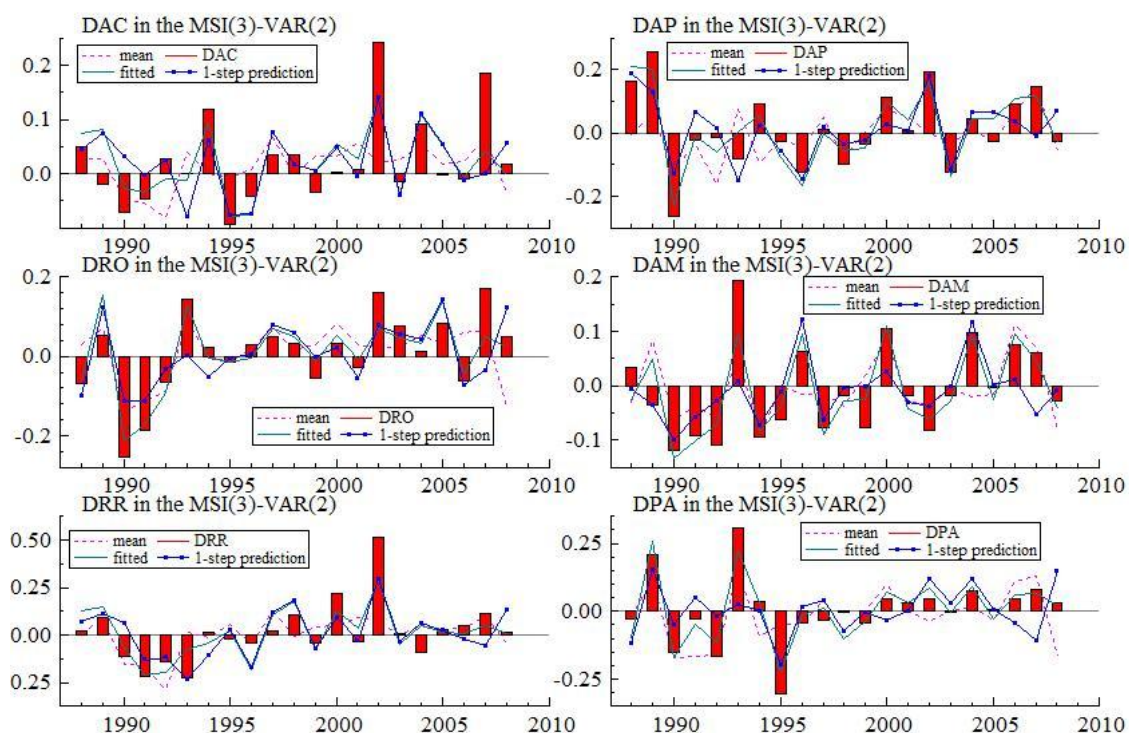 DAC in the MSI(3)-VAR(2)
mean DAC
fitted 1-step prediction
0.2
0.1
0.0
1990 1995 2000 2005 2010
DAP in the MSI(3)-VAR(2)
mean DAP
fitted 1-step prediction
0.2
0.0
-0.2
1990 1995 2000 2005 2010
DRO in the MSI(3)-VAR(2)
0.2
0.0
-0.2
mean DRO
fitted 1-step prediction
1990 1995 2000 2005 2010
DAM in the MSI(3)-VAR(2)
mean DAM
fitted 1-step prediction
0.2
0.1
0.0
-0.1
1990 1995 2000 2005 2010
DRR in the MSI(3)-VAR(2)
mean DRR
fitted 1-step prediction
0.50
0.25
0.00
0.25
1990 1995 2000 2005 2010
DPA in the MSI(3)-VAR(2)
mean DPA
fitted 1-step prediction
0.25
0.00
-0.25
1990 1995 2000 2005 2010